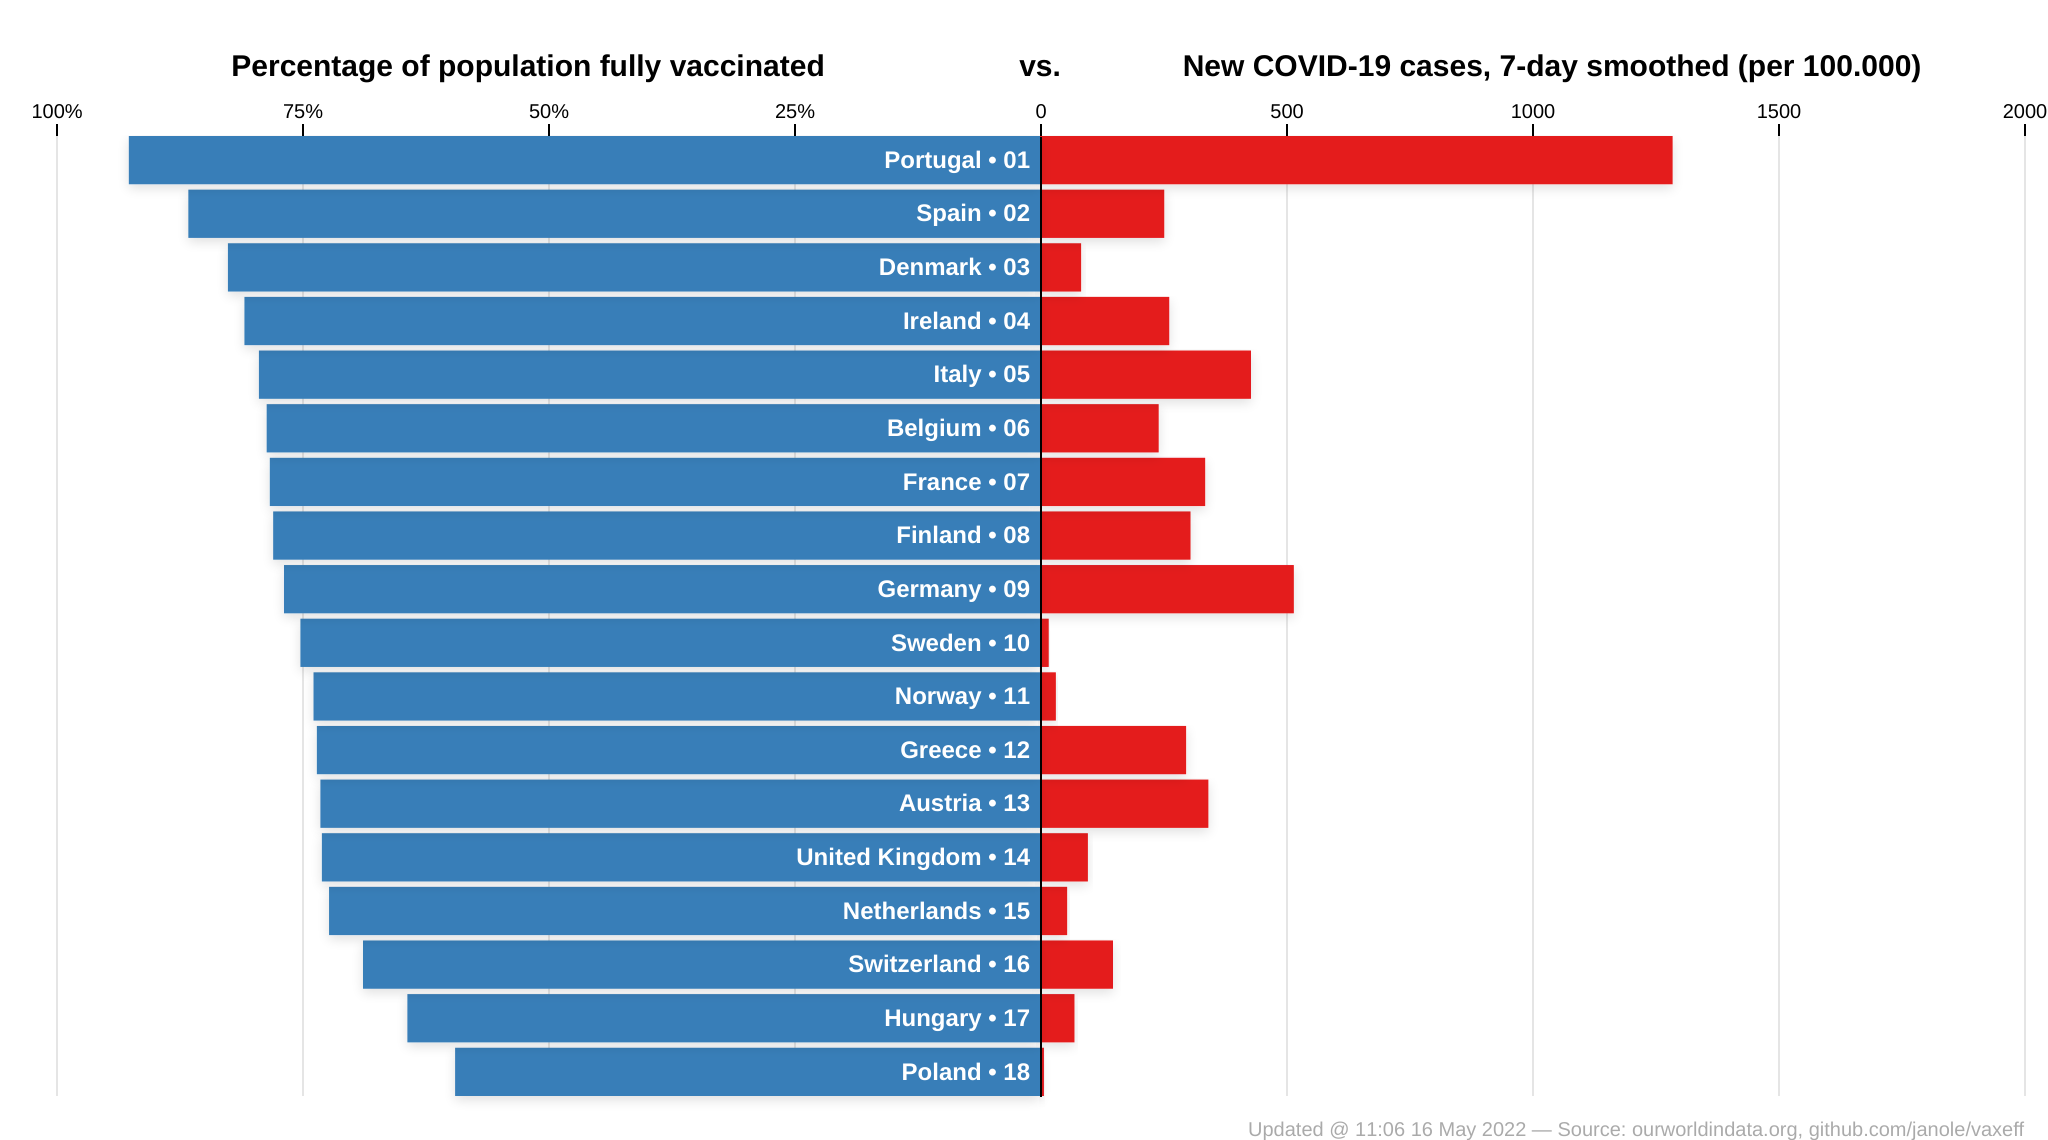 Percentage of population fully vaccinated vs. New COVID-19 cases, 7-day smoothed (per 100.000)
100% 75% 50% 25% 0 500 1000 1500 2000
Portugal • 01
Spain • 02
Denmark • 03
Ireland • 04
Italy • 05
Belgium • 06
France • 07
Finland • 08
Germany • 09
Sweden • 10
Norway • 11
Greece • 12
Austria • 13
United Kingdom • 14
Netherlands • 15
Switzerland • 16
Hungary • 17
Poland • 18
Updated @ 11:06 16 May 2022 — Source: ourworldindata.org, github.com/janole/vaxeff